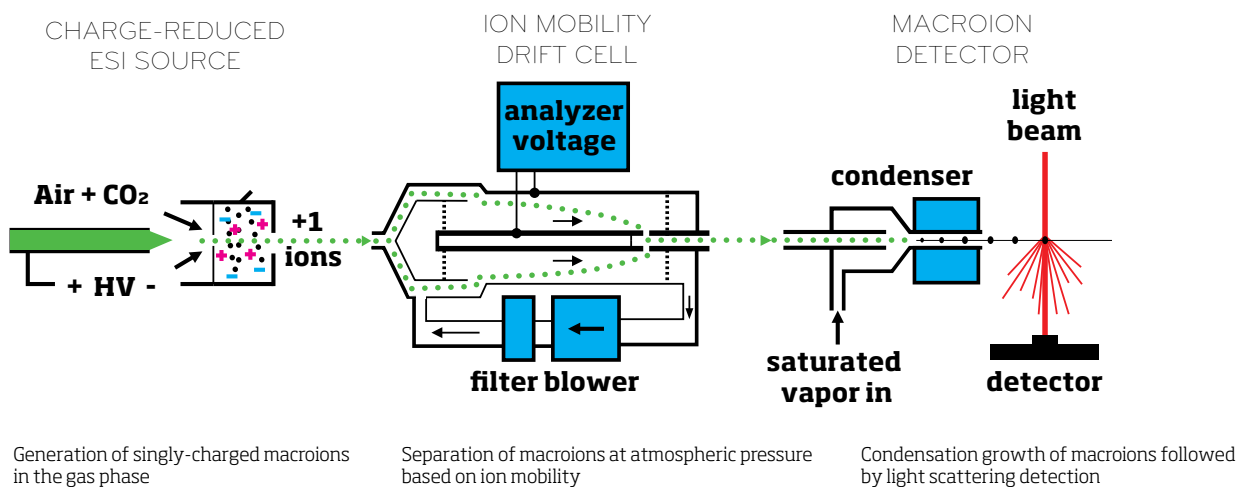 CHARGE-REDUCED
ESI SOURCE
ION MOBILITY
DRIFT CELL
MACROION
DETECTOR
analyzer
voltage
light
beam
Air + CO₂
condenser
+1
ions
+ HV -
filter blower
saturated
vapor in
detector
Generation of singly-charged macroions
in the gas phase
Separation of macroions at atmospheric pressure
based on ion mobility
Condensation growth of macroions followed
by light scattering detection